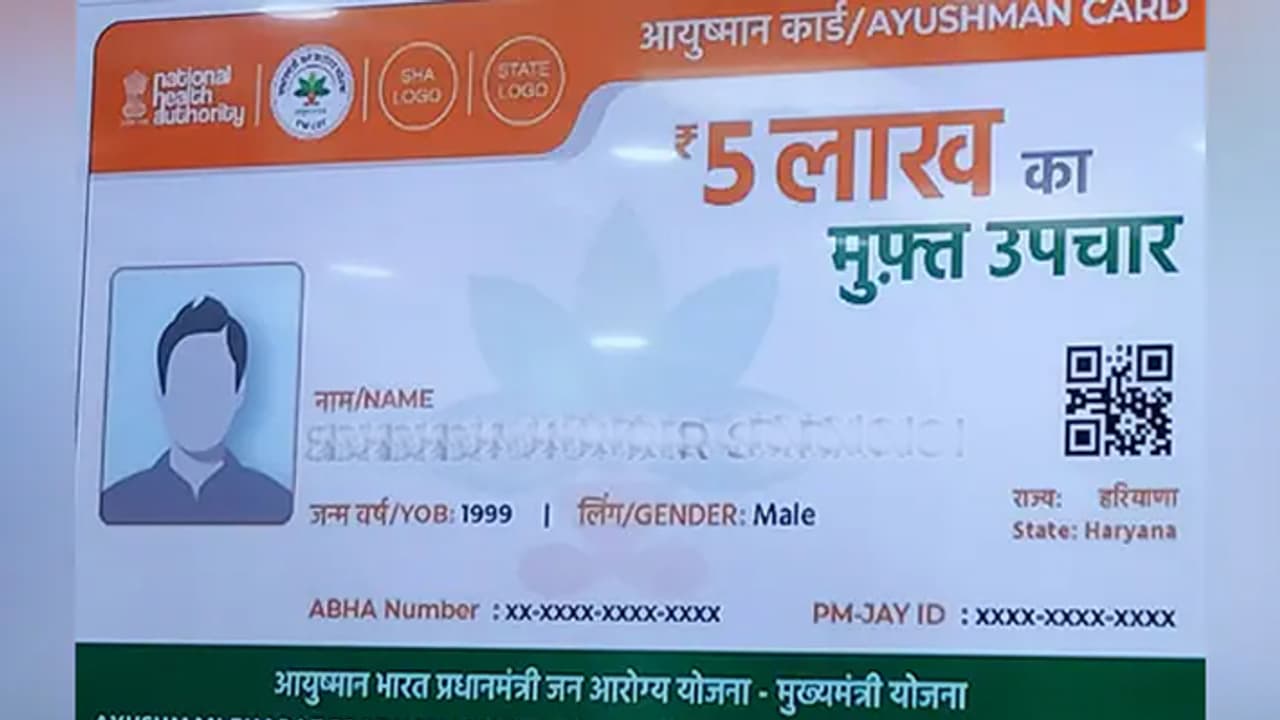 आयुष्मान कार्ड/AYUSHMAN CARD
national
health
authority
SHA
LOGO
STATE
LOGO
₹5 लाख का
मुफ़्त उपचार
नाम/NAME
जन्म वर्ष/YOB: 1999 | लिंग/GENDER: Male
राज्य: हरियाणा
State: Haryana
ABHA Number : xx-xxxx-xxxx-xxxx
PM-JAY ID : xxxx-xxxx-xxxx
आयुष्मान भारत प्रधानमंत्री जन आरोग्य योजना - मुख्यमंत्री योजना